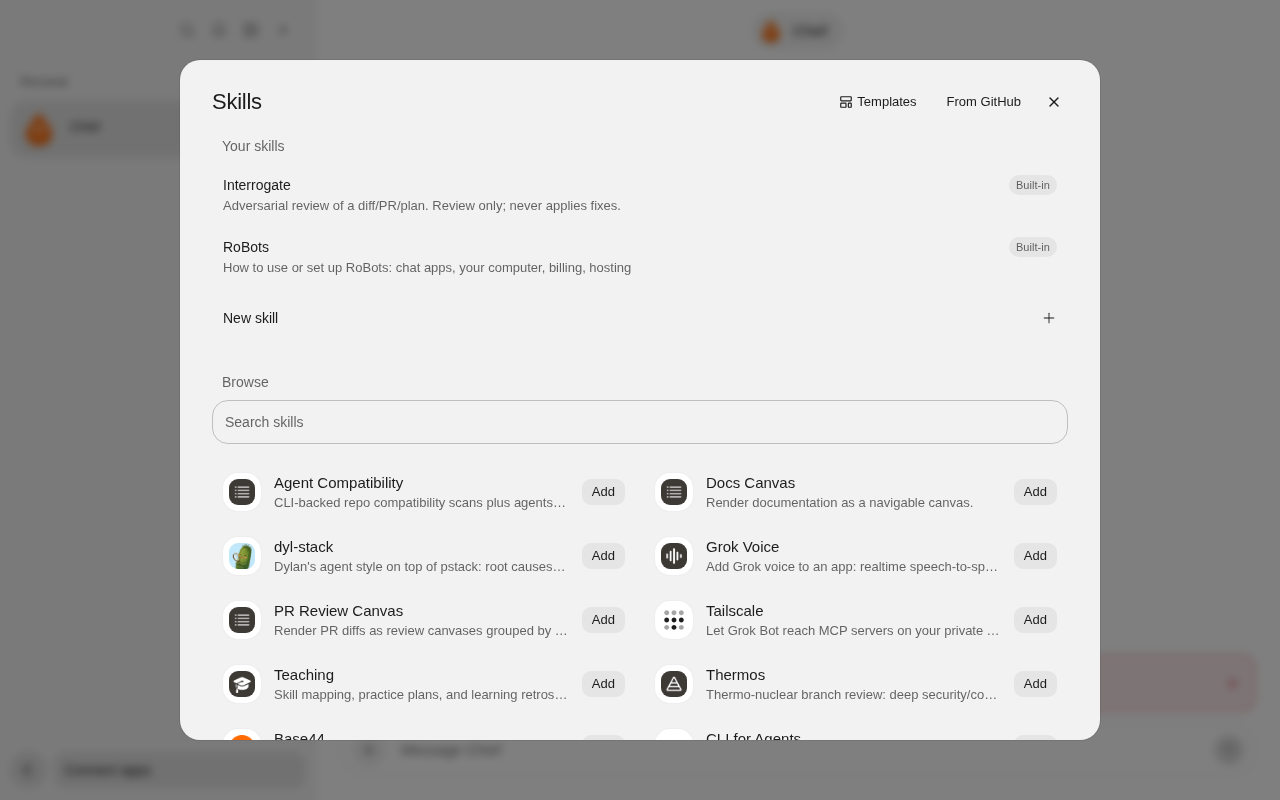 Chef
Skills
Templates
From GitHub
Your skills
Interrogate
Built-in
Adversarial review of a diff/PR/plan. Review only; never applies fixes.
RoBots
Built-in
How to use or set up RoBots: chat apps, your computer, billing, hosting
New skill
Browse
Search skills
Agent Compatibility
CLI-backed repo compatibility scans plus agents…
Add
Docs Canvas
Render documentation as a navigable canvas.
Add
dyl-stack
Dylan's agent style on top of pstack: root causes…
Add
Grok Voice
Add Grok voice to an app: realtime speech-to-sp…
Add
PR Review Canvas
Render PR diffs as review canvases grouped by …
Add
Tailscale
Let Grok Bot reach MCP servers on your private …
Add
Teaching
Skill mapping, practice plans, and learning retros…
Add
Thermos
Thermo-nuclear branch review: deep security/co…
Add
Base44
CLI for Agents
Chef
Message Chef
Connect apps